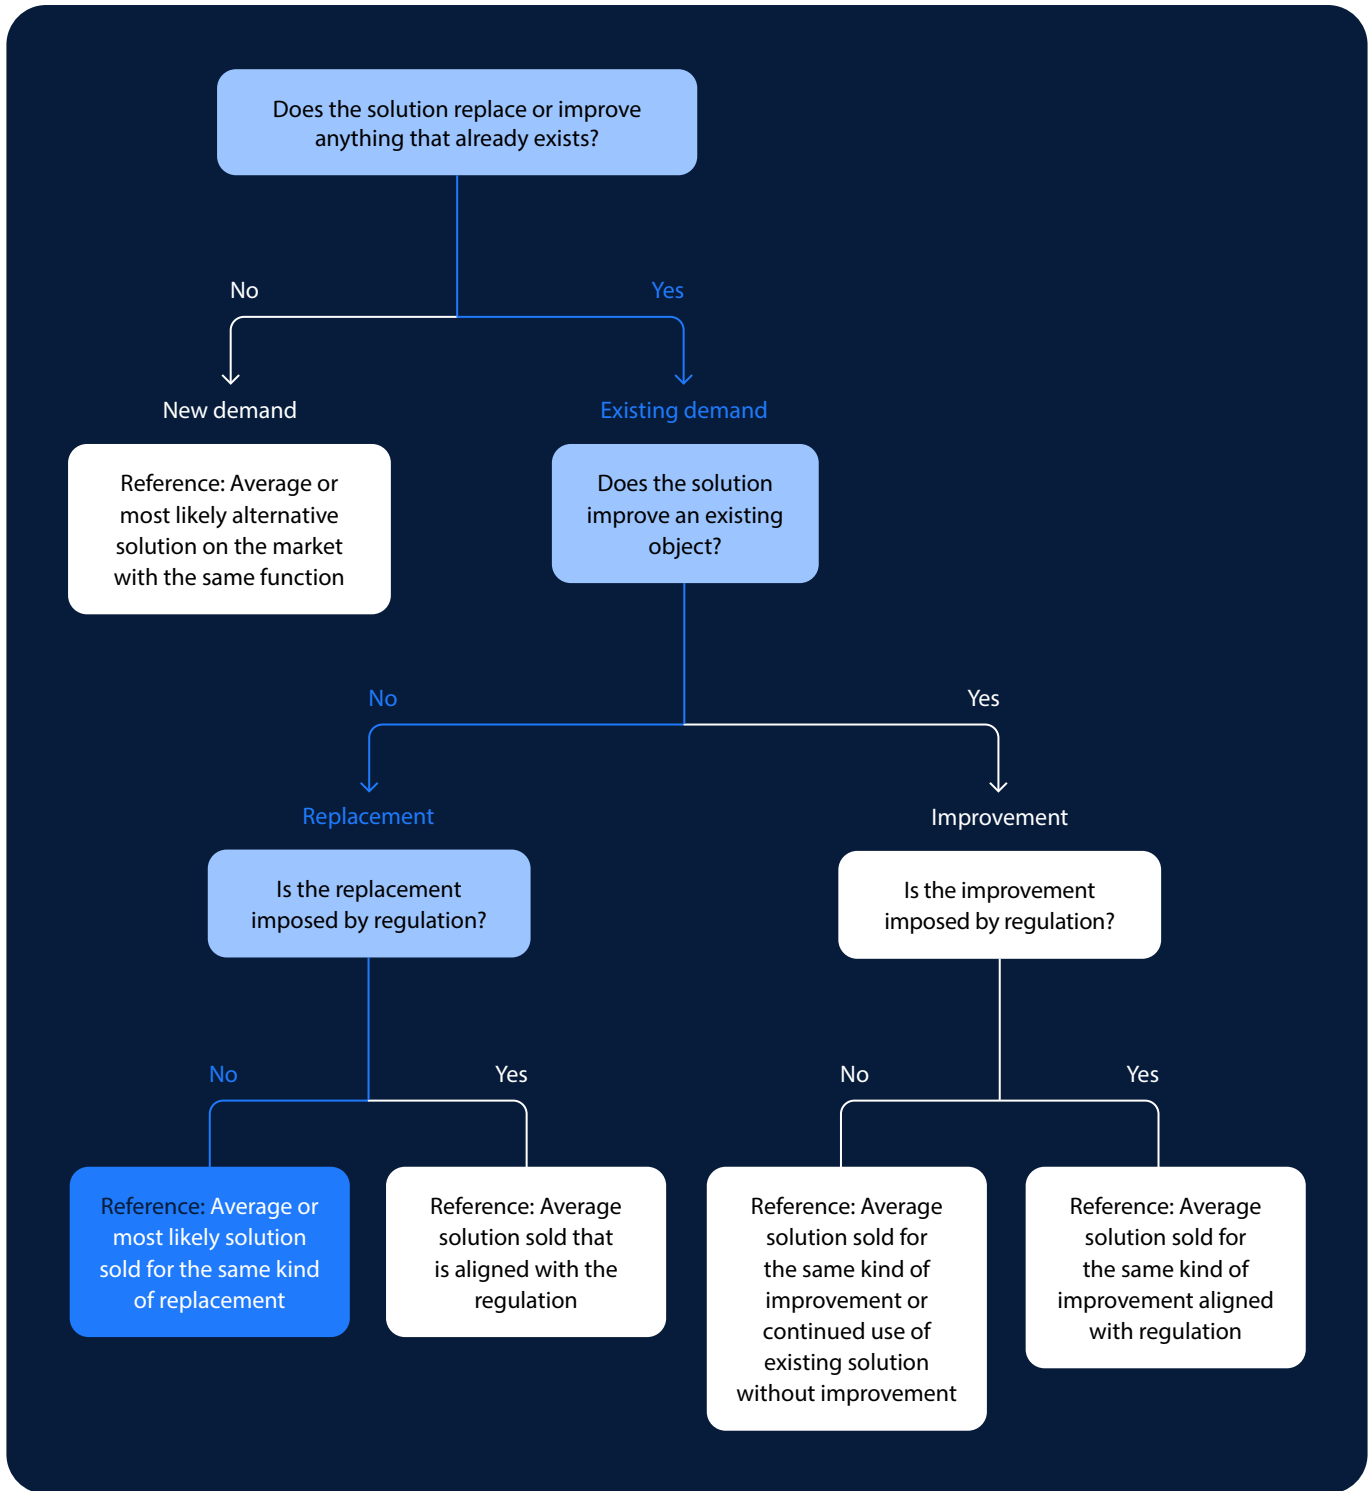 Does the solution replace or improve
anything that already exists?
No
Yes
New demand
Existing demand
Reference: Average or
most likely alternative
solution on the market
with the same function
Does the solution
improve an existing
object?
No
Yes
Replacement
Improvement
Is the replacement
imposed by regulation?
Is the improvement
imposed by regulation?
No
Yes
No
Yes
Reference: Average or
most likely solution
sold for the same kind
of replacement
Reference: Average
solution sold that
is aligned with the
regulation
Reference: Average
solution sold for
the same kind of
improvement or
continued use of
existing solution
without improvement
Reference: Average
solution sold for
the same kind of
improvement aligned
with regulation